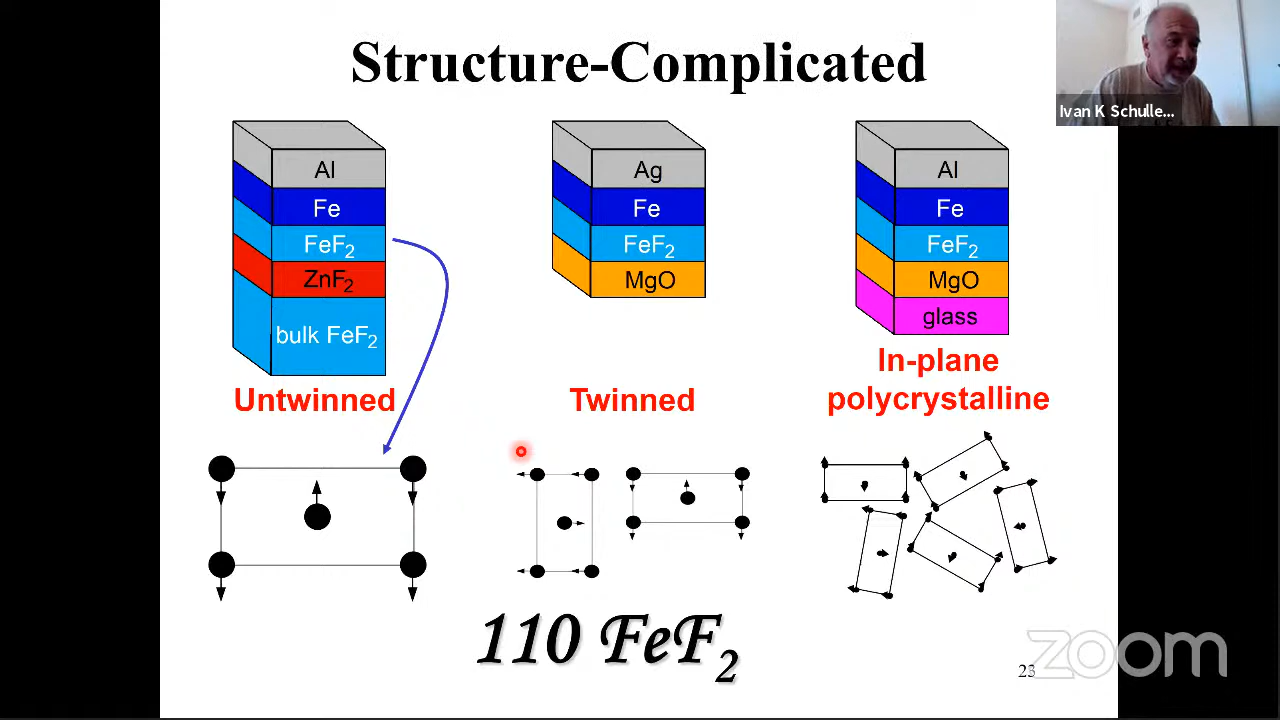 Structure-Complicated
Ivan K Schulle...
Al
Fe
FeF2
ZnF2
bulk FeF2
Untwinned
Ag
Fe
FeF2
MgO
Twinned
Al
Fe
FeF2
MgO
glass
In-plane
polycrystalline
110 FeF2
23
zoom